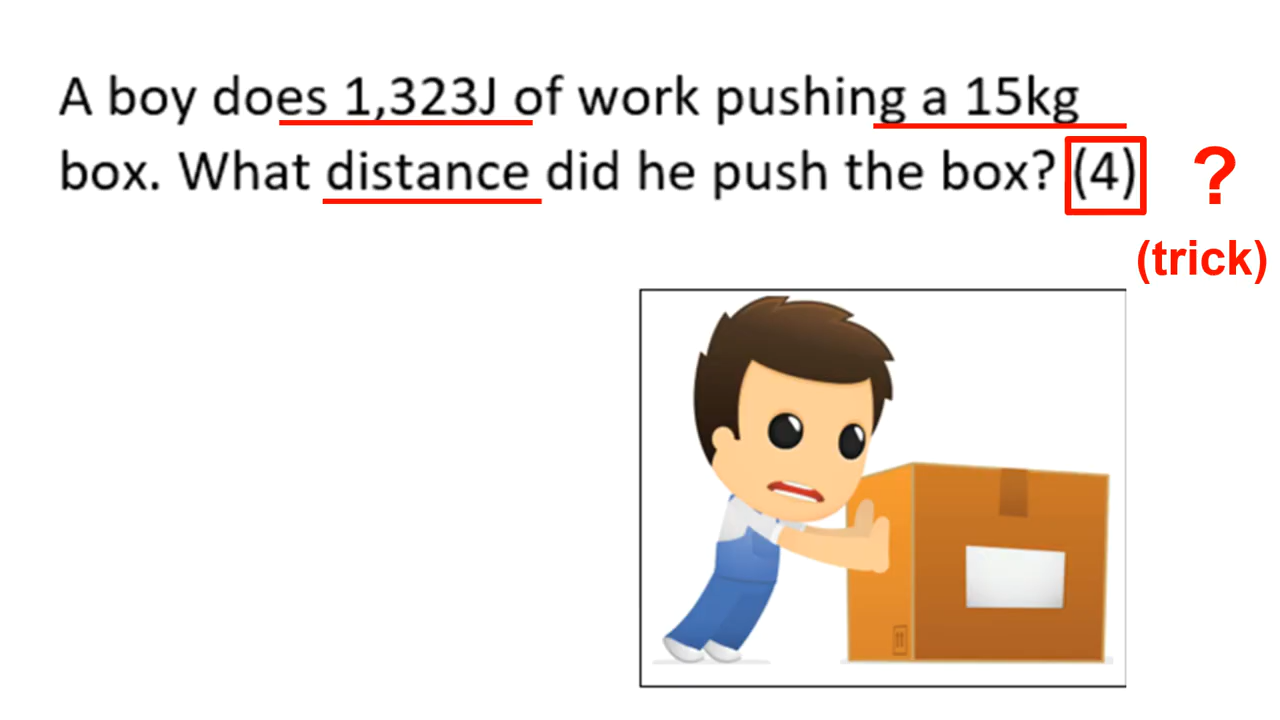 A boy does 1,323J of work pushing a 15kg
box. What distance did he push the box? (4) ?
(trick)